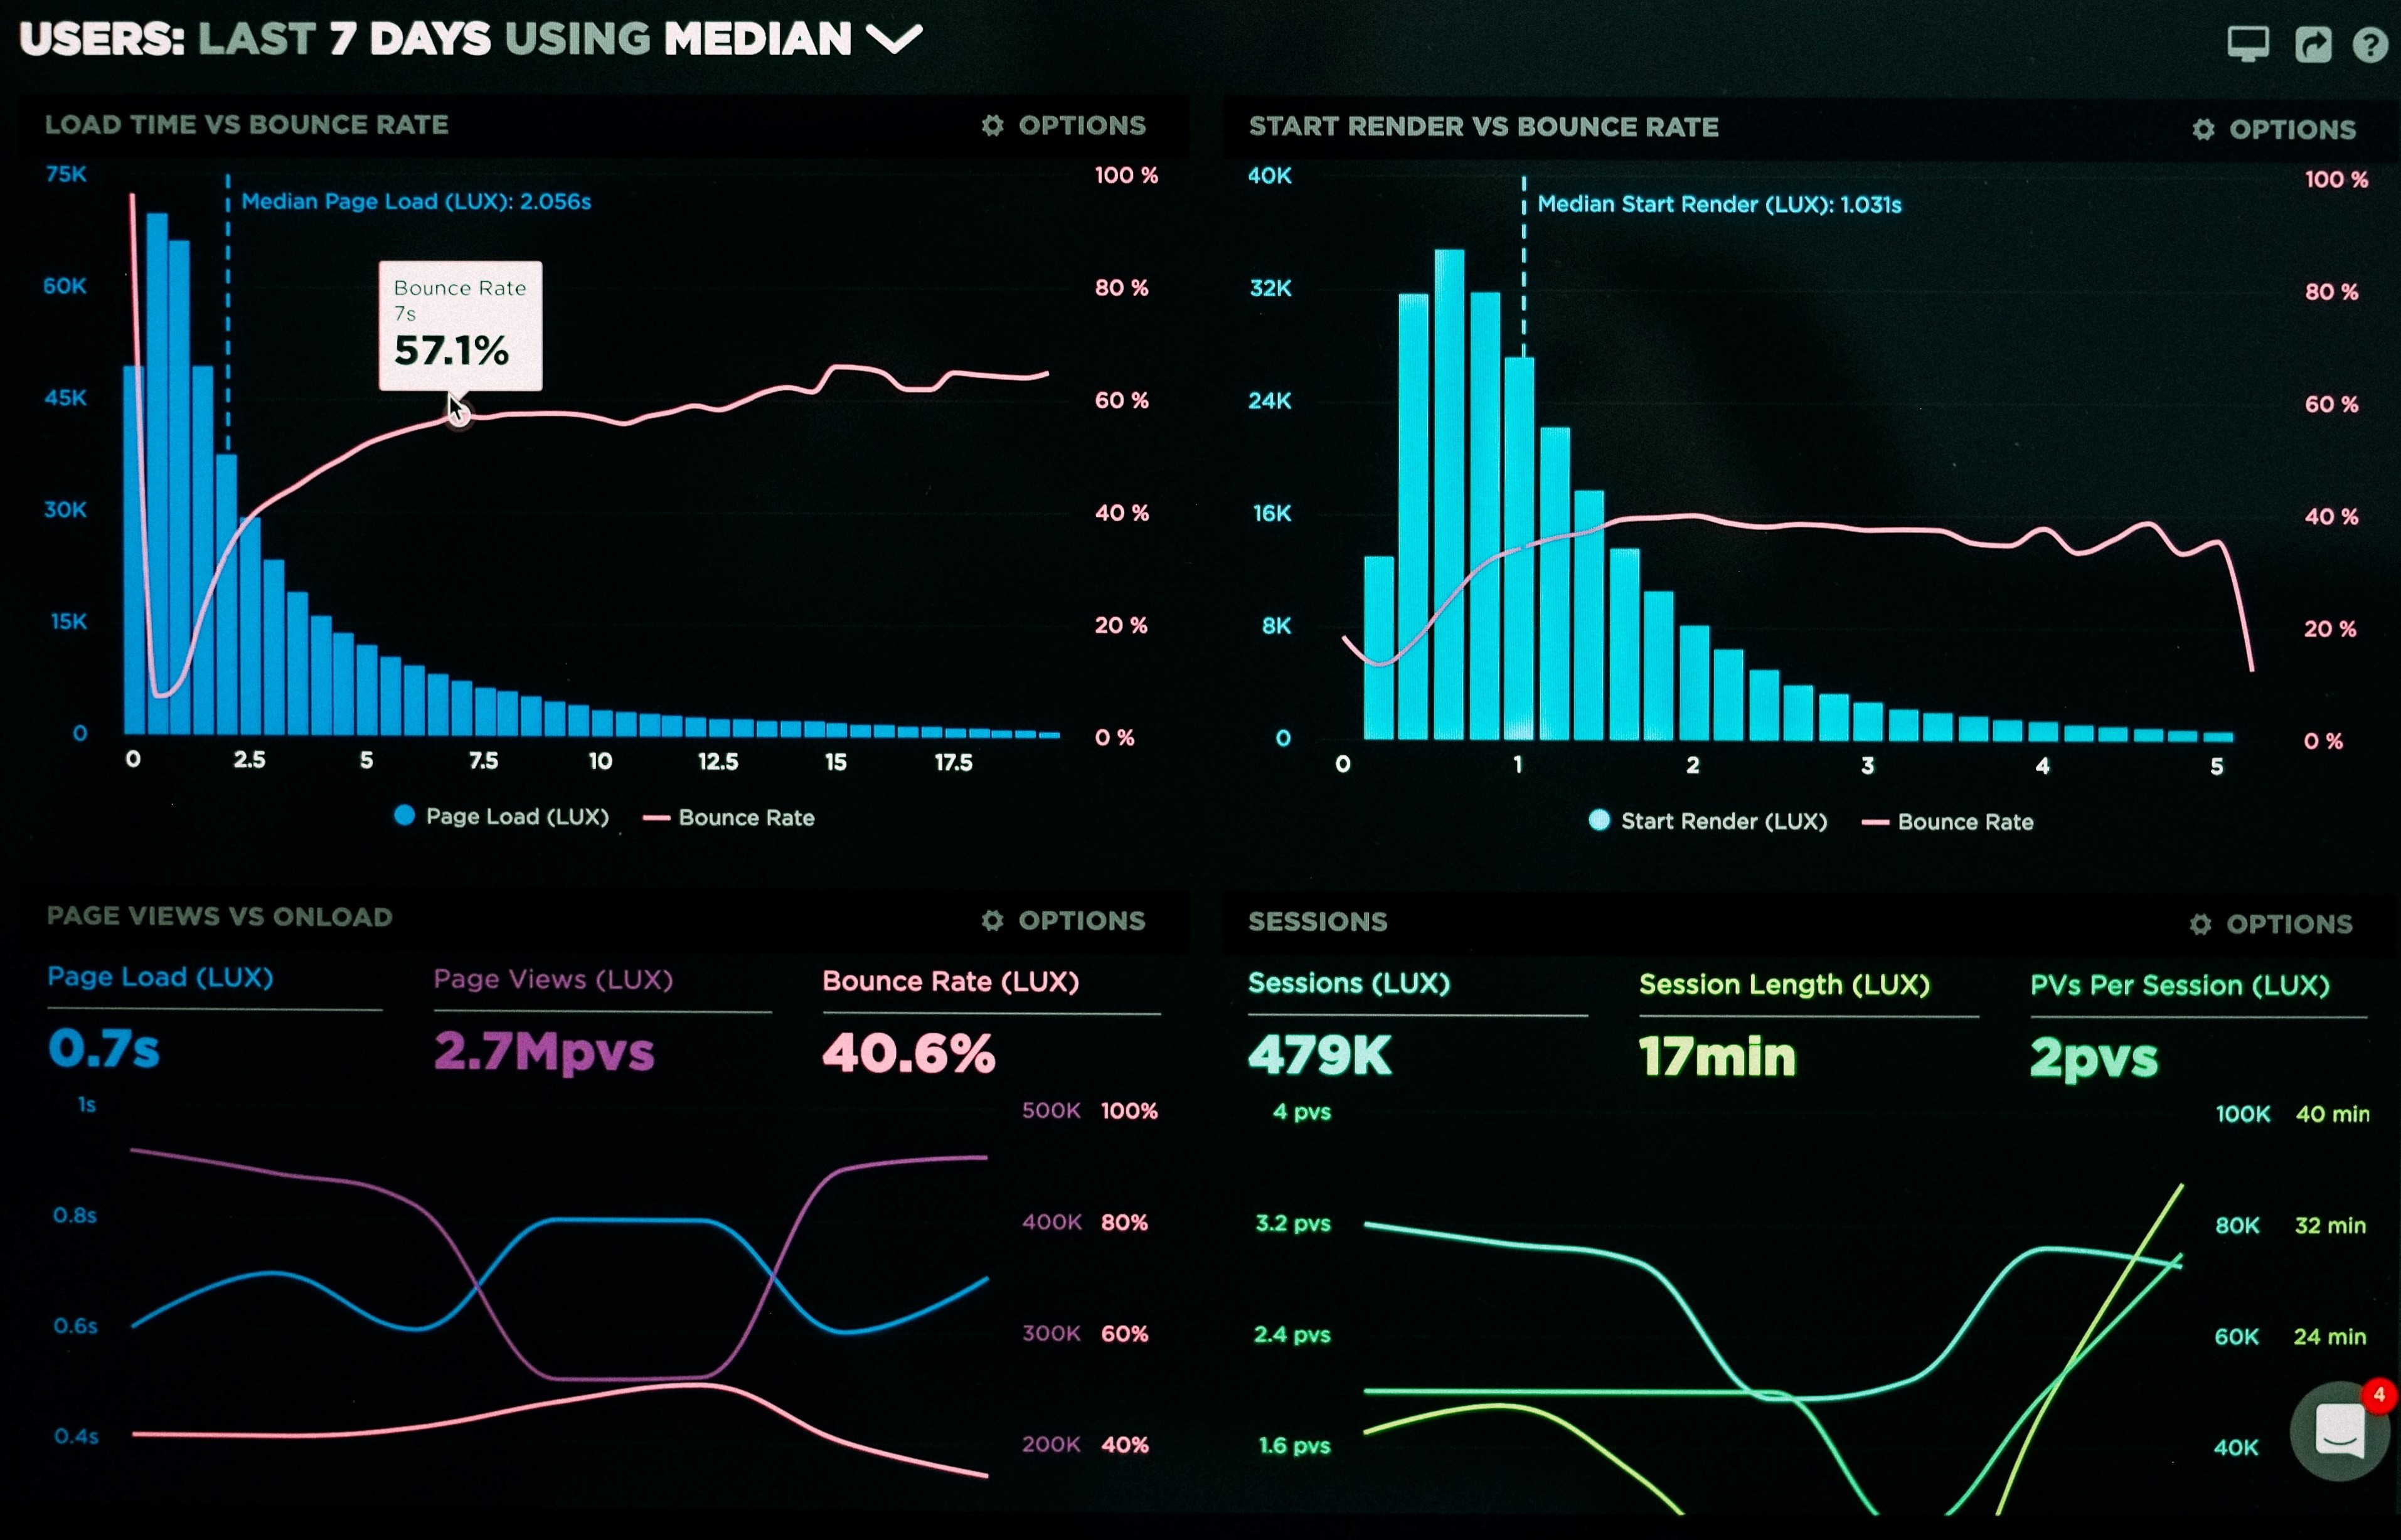 USERS: LAST 7 DAYS USING MEDIAN
LOAD TIME VS BOUNCE RATE
OPTIONS
75K
60K
45K
30K
15K
0
Median Page Load (LUX): 2.056s
Bounce Rate
7s
57.1%
100 %
80 %
60 %
40 %
20 %
0 %
0 2.5 5 7.5 10 12.5 15 17.5
Page Load (LUX) Bounce Rate
START RENDER VS BOUNCE RATE
OPTIONS
40K
32K
24K
16K
8K
0
Median Start Render (LUX): 1.031s
100 %
80 %
60 %
40 %
20 %
0 %
0 1 2 3 4 5
Start Render (LUX) Bounce Rate
PAGE VIEWS VS ONLOAD
OPTIONS
Page Load (LUX)
0.7s
Page Views (LUX)
2.7Mpvs
Bounce Rate (LUX)
40.6%
1s
0.8s
0.6s
0.4s
500K 100%
400K 80%
300K 60%
200K 40%
SESSIONS
OPTIONS
Sessions (LUX)
479K
Session Length (LUX)
17min
PVs Per Session (LUX)
2pvs
4 pvs
3.2 pvs
2.4 pvs
1.6 pvs
100K 40 min
80K 32 min
60K 24 min
40K
4